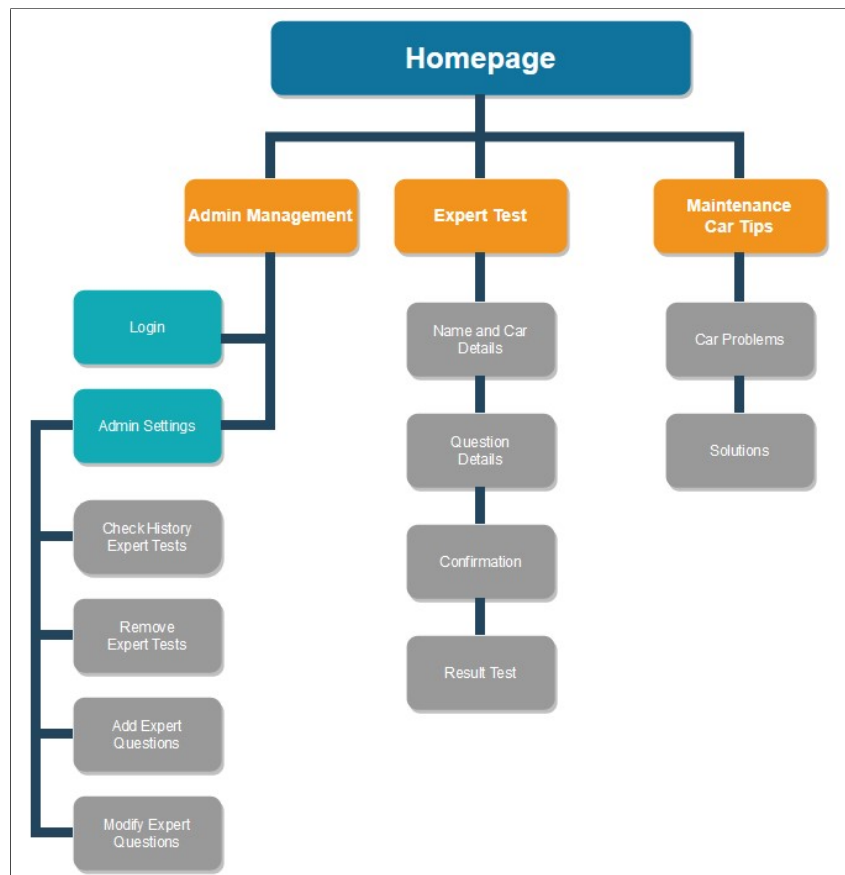 Homepage
Admin Management
Expert Test
Maintenance
Car Tips
Login
Name and Car
Details
Car Problems
Admin Settings
Question
Details
Solutions
Check History
Expert Tests
Confirmation
Remove
Expert Tests
Result Test
Add Expert
Questions
Modify Expert
Questions